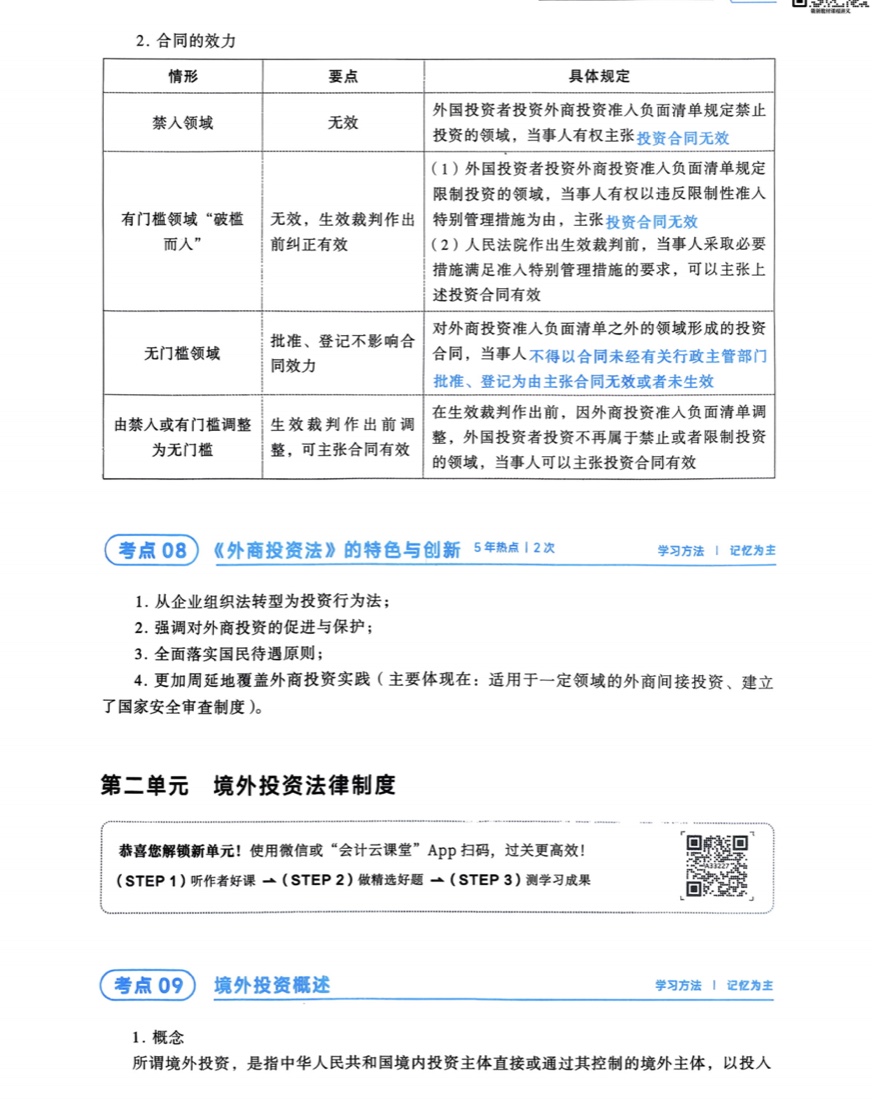 2. 合同的效力
情形 要点 具体规定
禁入领域 无效 外国投资者投资外商投资准入负面清单规定禁止
投资的领域，当事人有权主张投资合同无效
有门槛领域“破槛
而入”
无效，生效裁判作出
前纠正有效
（1）外国投资者投资外商投资准入负面清单规定
限制投资的领域，当事人有权以违反限制性准入
特别管理措施为由，主张投资合同无效
（2）人民法院作出生效裁判前，当事人采取必要
措施满足准入特别管理措施的要求，可以主张上
述投资合同有效
无门槛领域
批准、登记不影响合
同效力
对外商投资准入负面清单之外的领域形成的投资
合同，当事人不得以合同未经有关行政主管部门
批准、登记为由主张合同无效或者未生效
由禁入或有门槛调整
为无门槛
生效裁判作出前调
整，可主张合同有效
在生效裁判作出前，因外商投资准入负面清单调
整，外国投资者投资不再属于禁止或者限制投资
的领域，当事人可以主张投资合同有效
考点 08 《外商投资法》的特色与创新 5年热点 | 2次 学习方法 | 记忆为主
1. 从企业组织法转型为投资行为法；
2. 强调对外商投资的促进与保护；
3. 全面落实国民待遇原则；
4. 更加周延地覆盖外商投资实践（主要体现在：适用于一定领域的外商间接投资、建立
了国家安全审查制度）。
第二单元 境外投资法律制度
恭喜您解锁新单元！使用微信或“会计云课堂”App 扫码，过关更高效！
（STEP 1）听作者好课 ⇀（STEP 2）做精选好题 ⇀（STEP 3）测学习成果
A33227
考点 09 境外投资概述 学习方法 | 记忆为主
1. 概念
所谓境外投资，是指中华人民共和国境内投资主体直接或通过其控制的境外主体，以投入